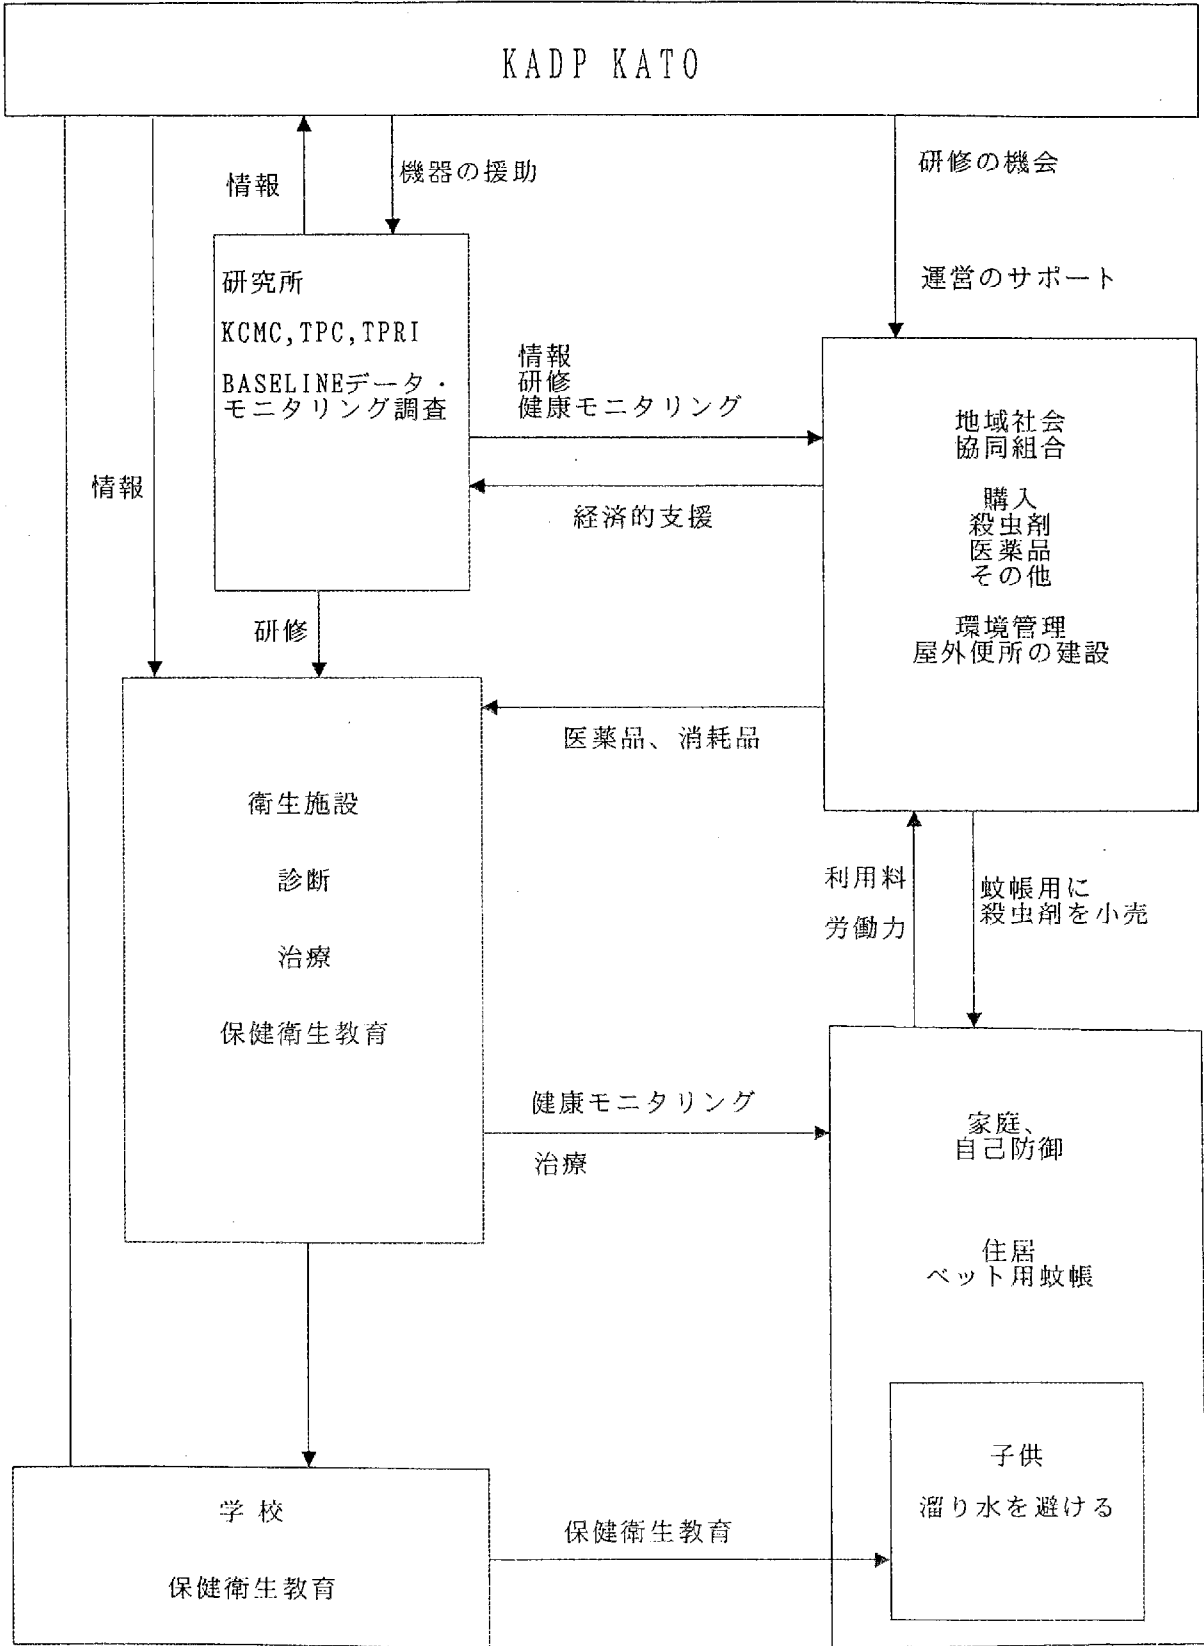 KADP KATO
情報
機器の援助
研修の機会
運営のサポート
研究所
KCMC,TPC,TPRI
BASELINEデータ・
モニタリング調査
情報
研修
健康モニタリング
経済的支援
地域社会
協同組合
購入
殺虫剤
医薬品
その他
環境管理
屋外便所の建設
情報
研修
医薬品、消耗品
衛生施設
診断
治療
保健衛生教育
利用料
労働力
蚊帳用に
殺虫剤を小売
健康モニタリング
治療
家庭、
自己防御
住居
ベット用蚊帳
子供
溜り水を避ける
学 校
保健衛生教育
保健衛生教育